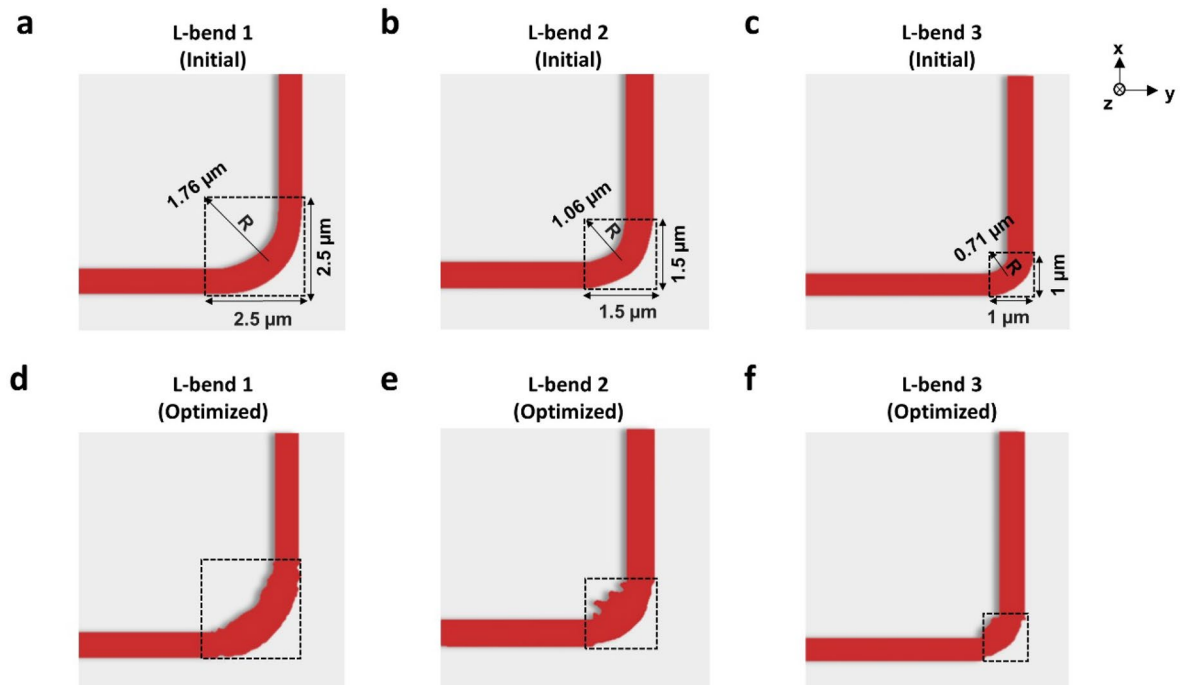 a
L-bend 1
(Initial)
1.76 μm
R
2.5 μm
2.5 μm
b
L-bend 2
(Initial)
1.06 μm
R
1.5 μm
1.5 μm
c
L-bend 3
(Initial)
0.71 μm
R
1 μm
1 μm
x
z
y
d
L-bend 1
(Optimized)
e
L-bend 2
(Optimized)
f
L-bend 3
(Optimized)